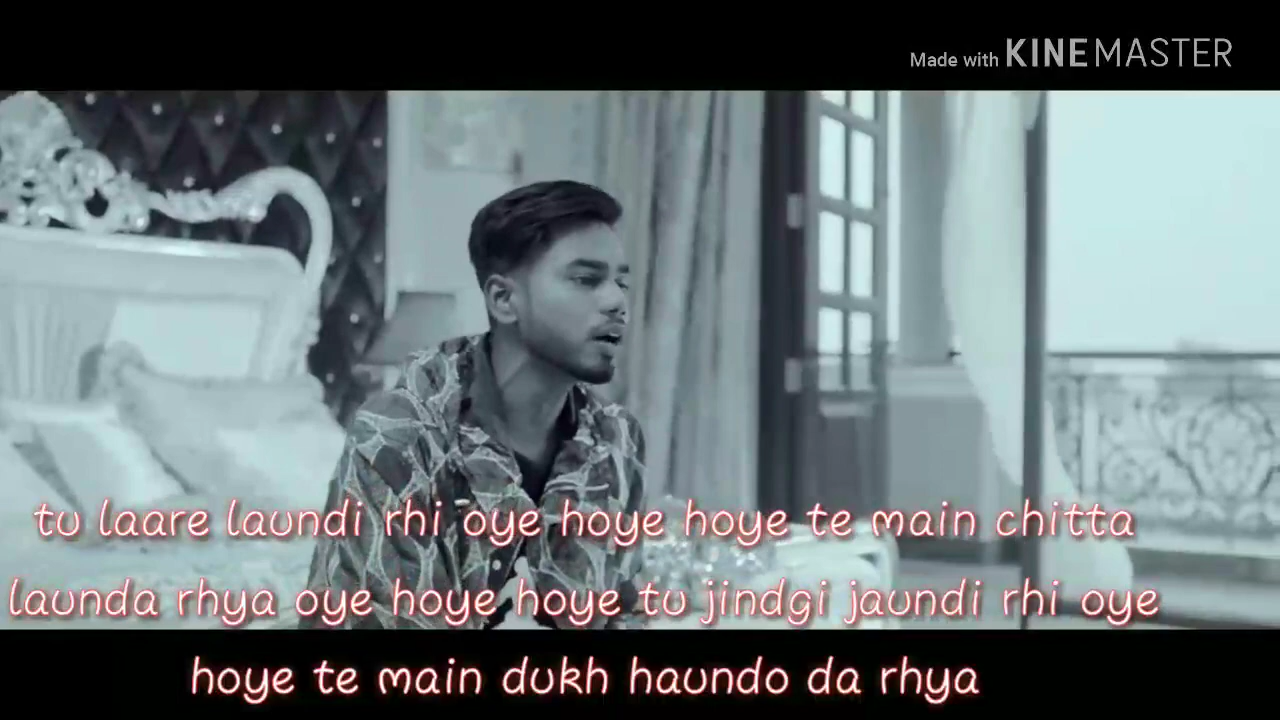 Made with KINEMASTER
tu laare laundi rhi oye hoye hoye te main chitta
launda rhya oye hoye hoye tu jindgi jaundi rhi oye
hoye te main dukh haundo da rhya